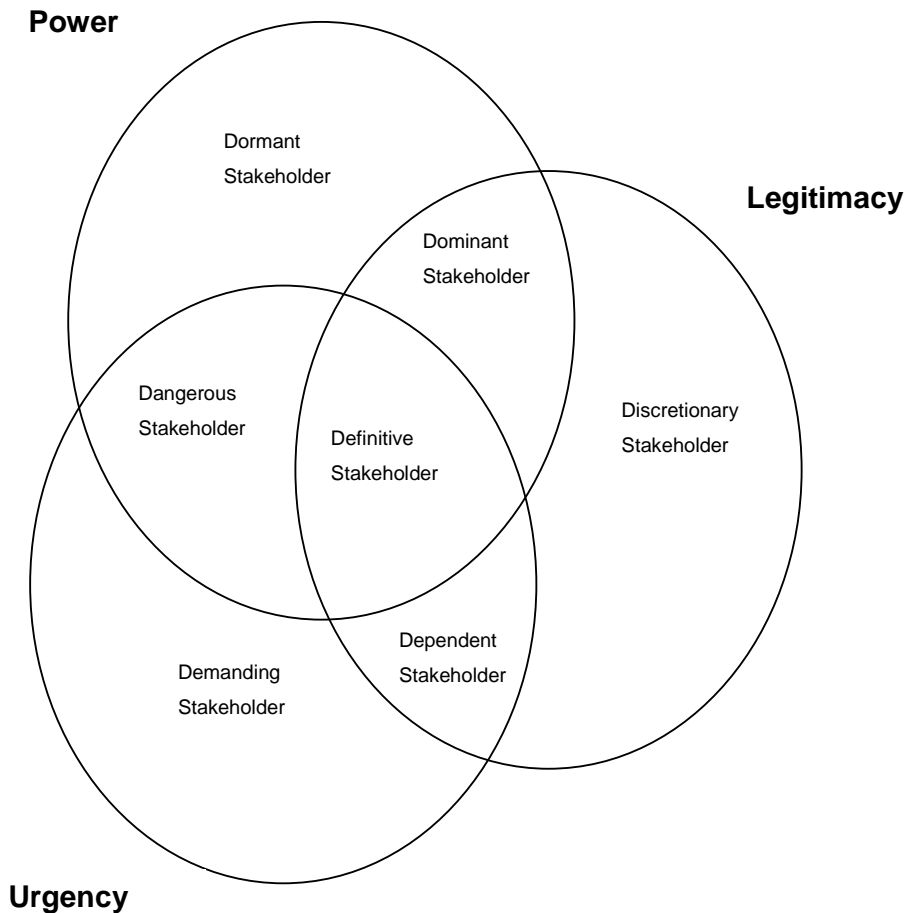 Power
Dormant
Stakeholder
Legitimacy
Dominant
Stakeholder
Dangerous
Stakeholder
Definitive
Stakeholder
Discretionary
Stakeholder
Dependent
Stakeholder
Demanding
Stakeholder
Urgency